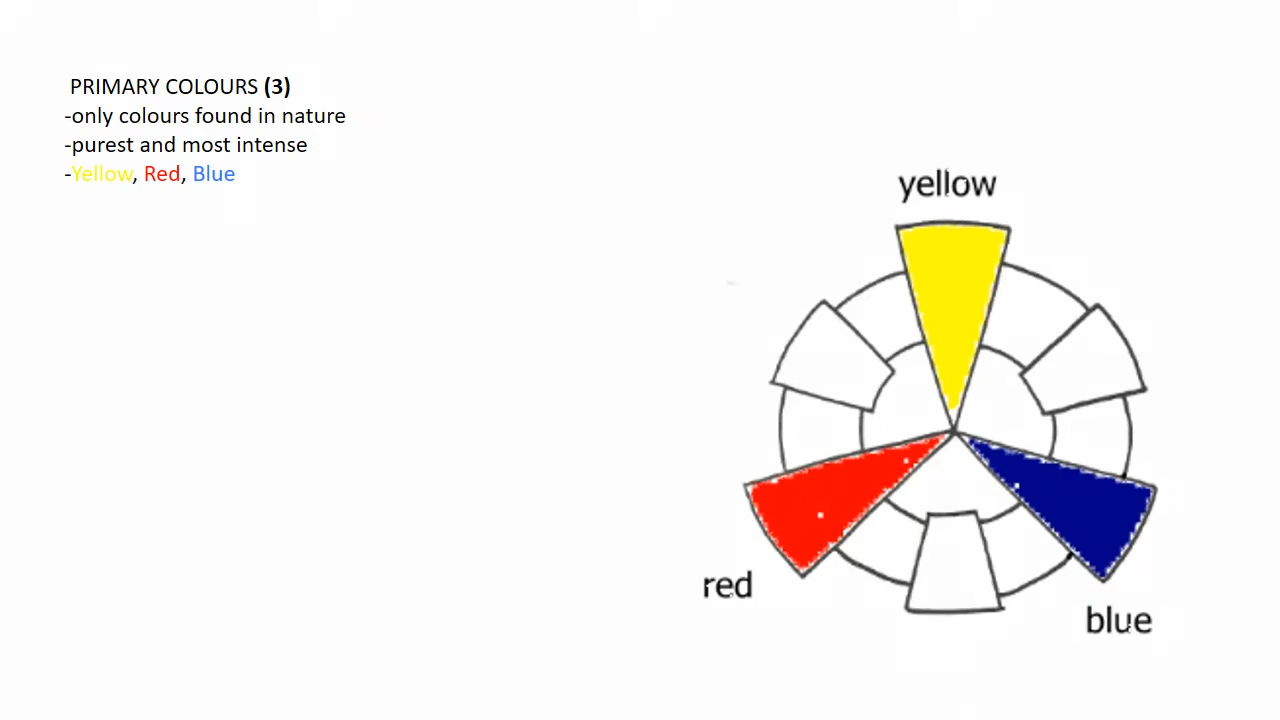 PRIMARY COLOURS (3)
-only colours found in nature
-purest and most intense
-Yellow, Red, Blue
yellow
red
blue